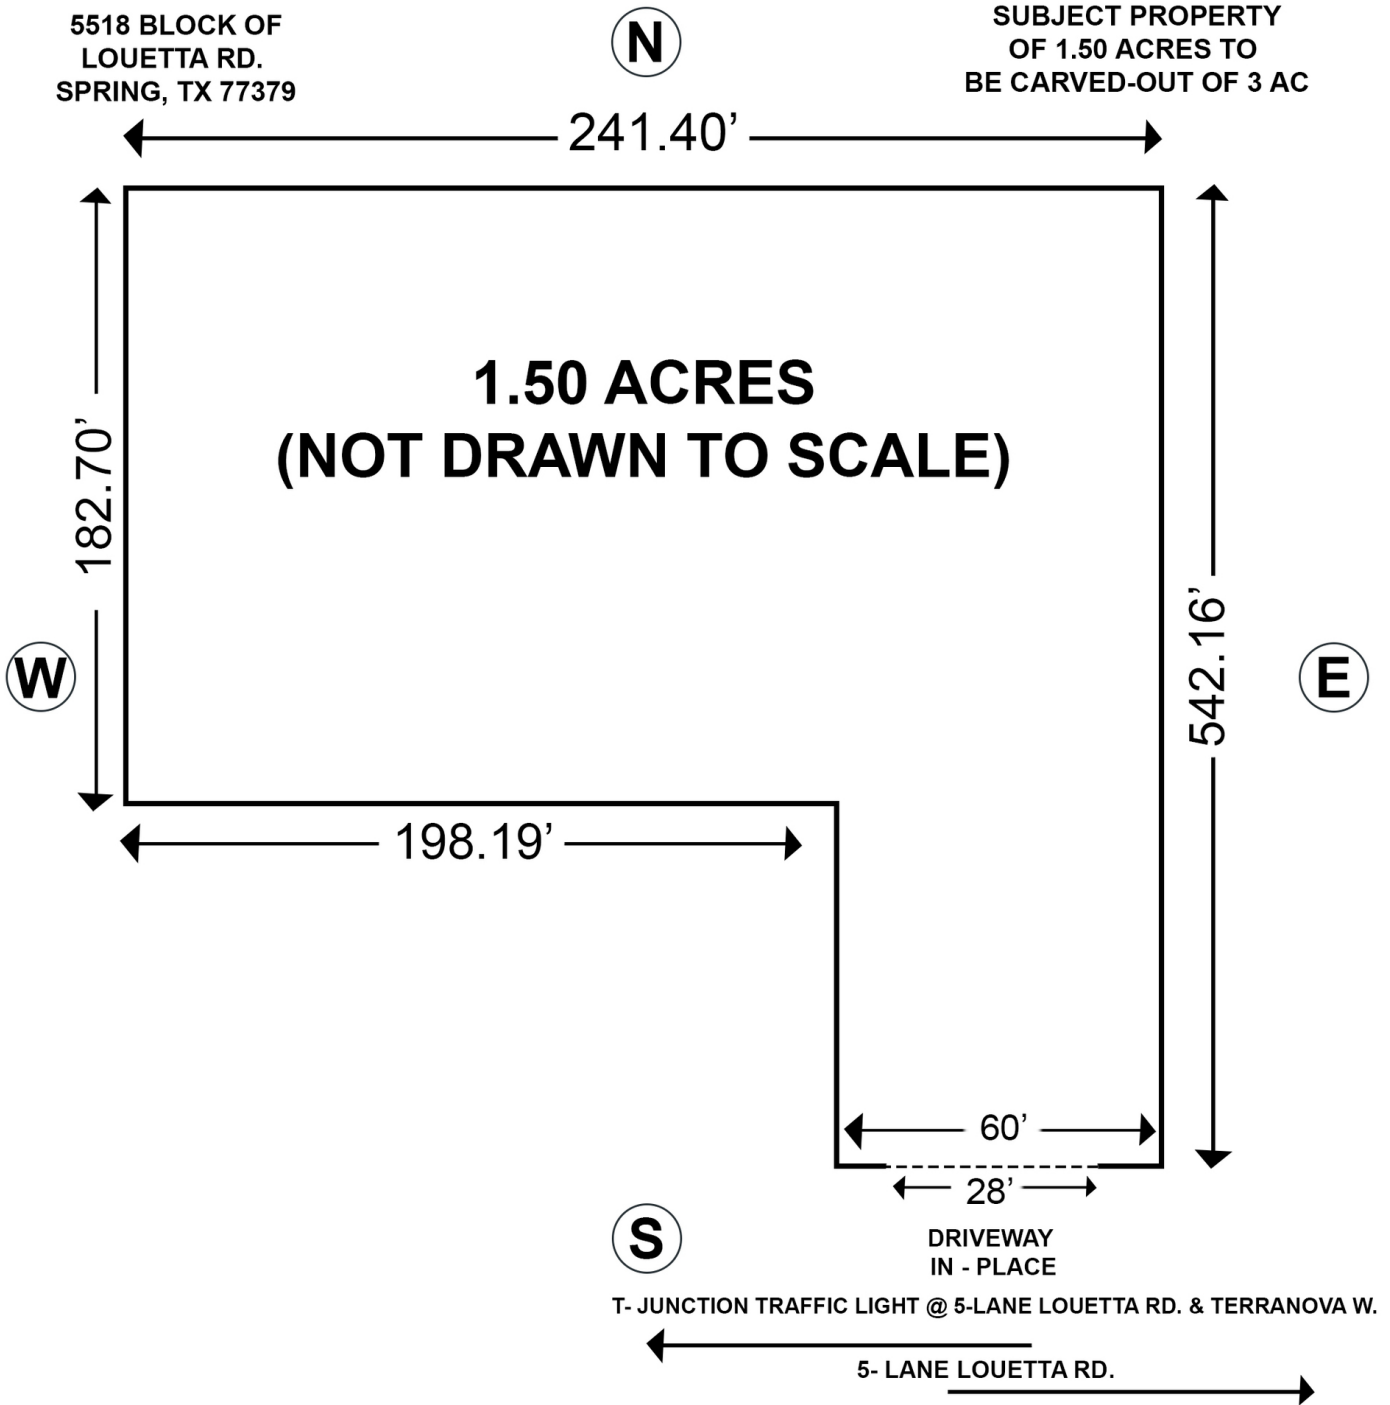 5518 BLOCK OF
LOUETTA RD.
SPRING, TX 77379
N
SUBJECT PROPERTY
OF 1.50 ACRES TO
BE CARVED-OUT OF 3 AC
241.40’
1.50 ACRES
(NOT DRAWN TO SCALE)
182.70’
W
542.16’
E
198.19’
60’
28’
S
DRIVEWAY
IN - PLACE
T- JUNCTION TRAFFIC LIGHT @ 5-LANE LOUETTA RD. & TERRANOVA W.
5- LANE LOUETTA RD.